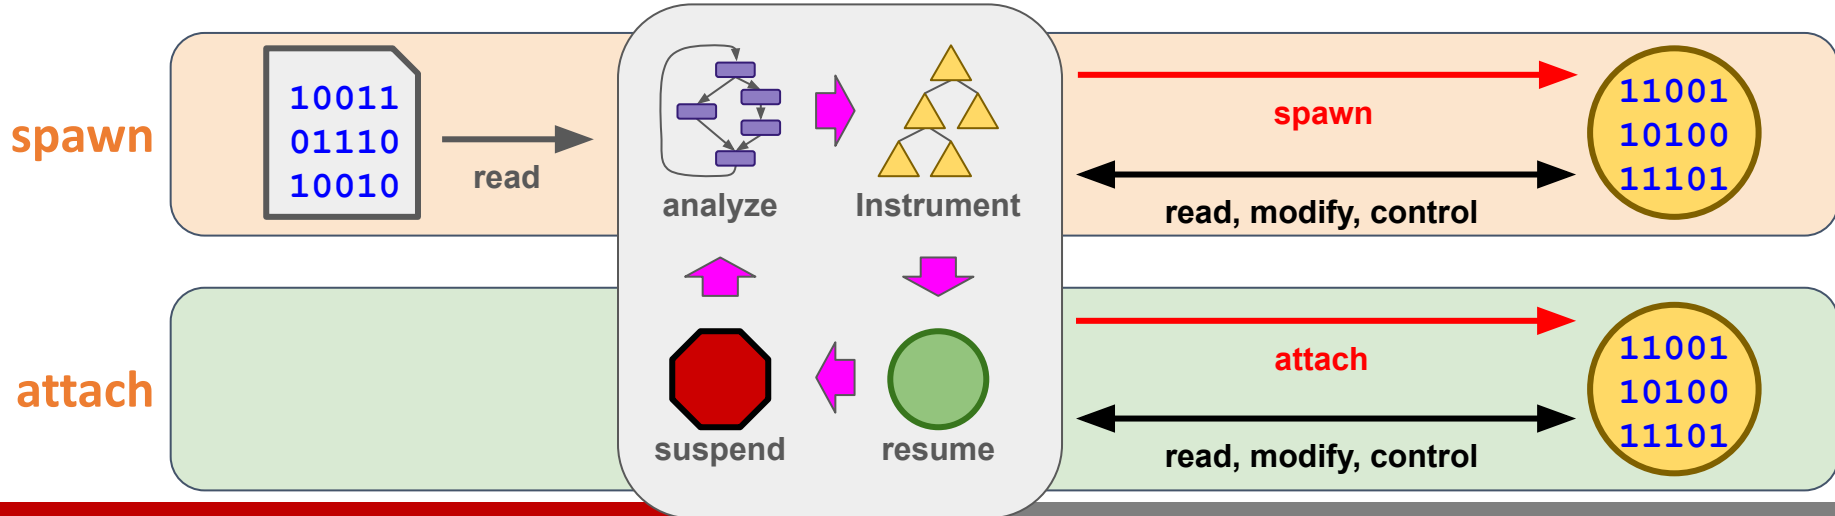 spawn
10011
01110
10010
read
analyze
Instrument
spawn
read, modify, control
11001
10100
11101
attach
suspend
resume
attach
read, modify, control
11001
10100
11101